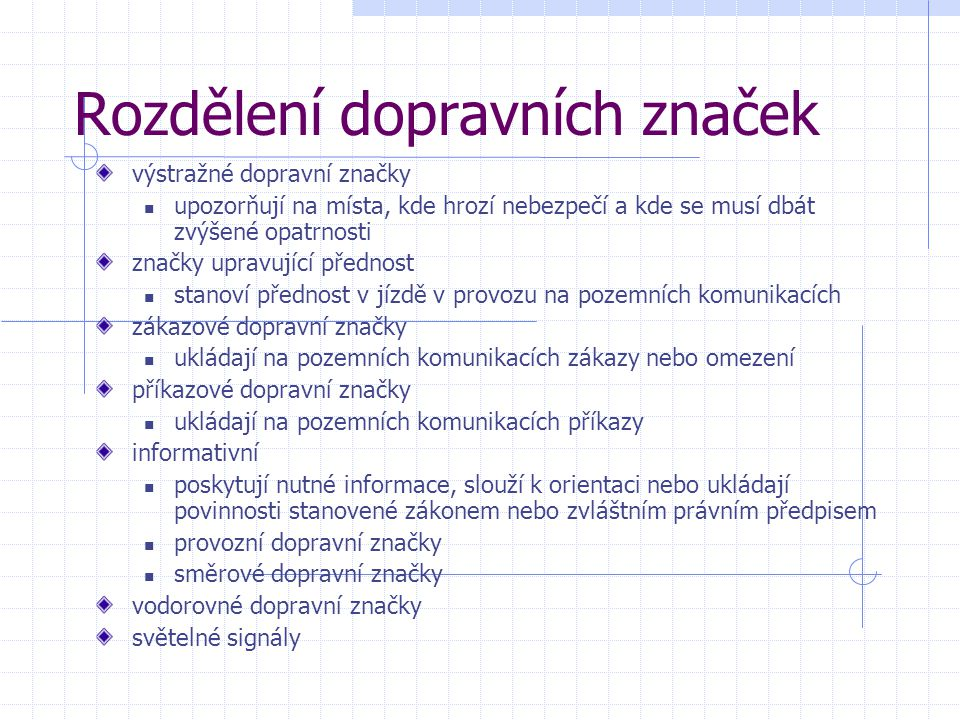 Rozdělení dopravních značek
výstražné dopravní značky
upozorňují na místa, kde hrozí nebezpečí a kde se musí dbát
zvýšené opatrnosti
značky upravující přednost
stanoví přednost v jízdě v provozu na pozemních komunikacích
zákazové dopravní značky
ukládají na pozemních komunikacích zákazy nebo omezení
příkazové dopravní značky
ukládají na pozemních komunikacích příkazy
informativní
poskytují nutné informace, slouží k orientaci nebo ukládají
povinnosti stanovené zákonem nebo zvláštním právním předpisem
provozní dopravní značky
směrové dopravní značky
vodorovné dopravní značky
světelné signály